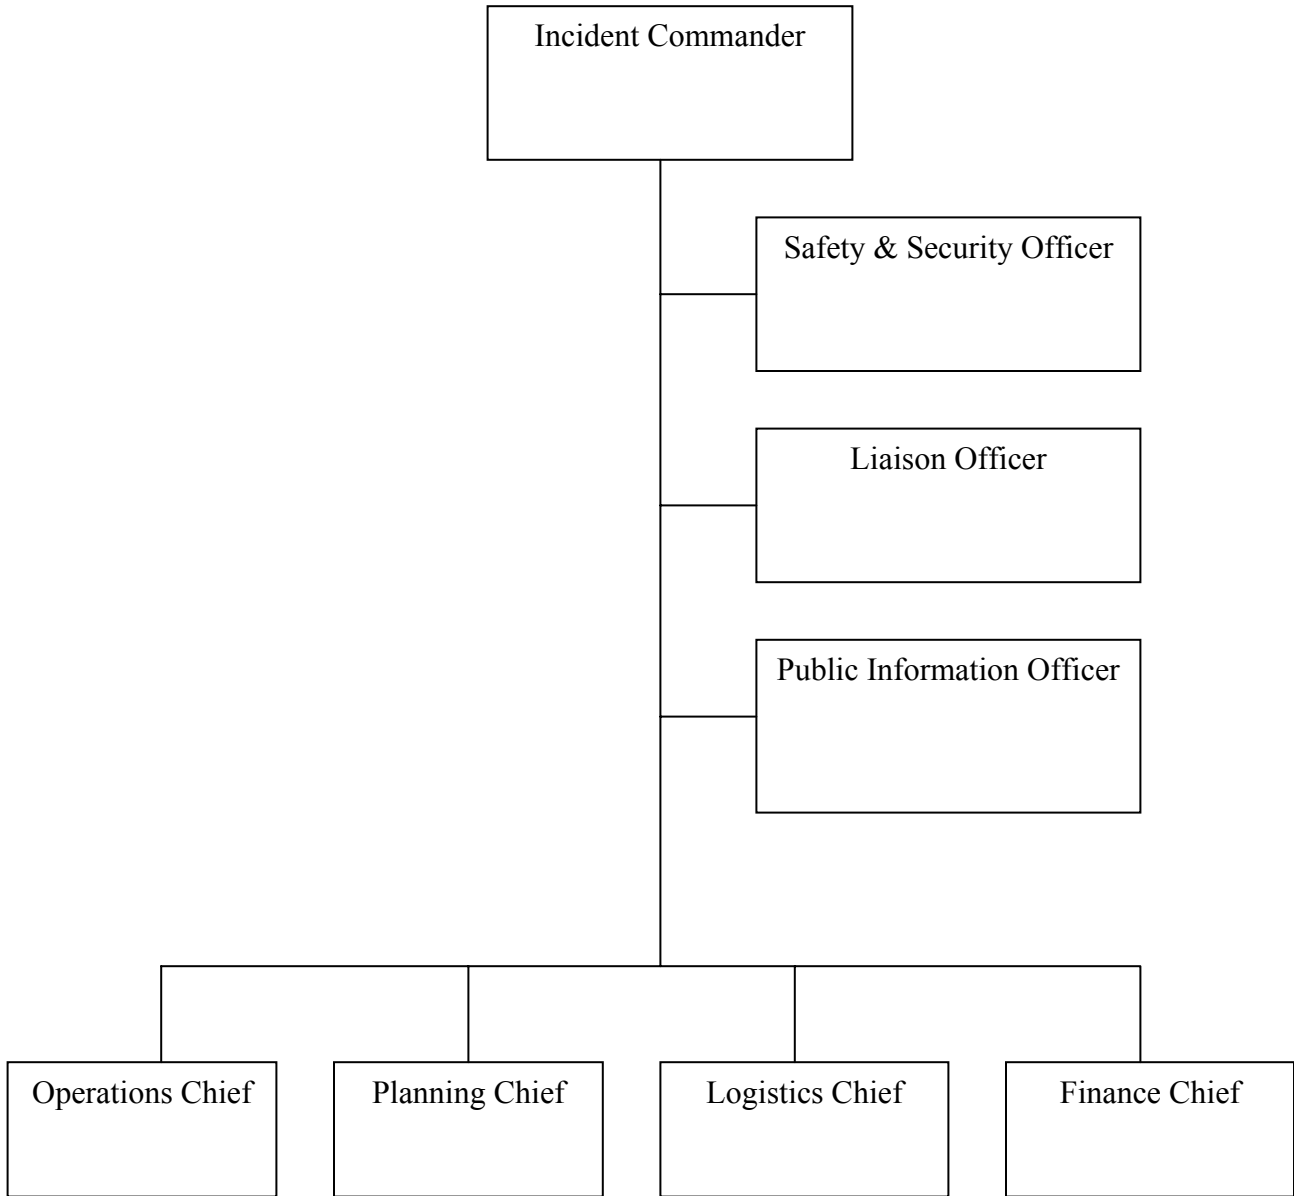 Incident Commander
Safety & Security Officer
Liaison Officer
Public Information Officer
Operations Chief
Planning Chief
Logistics Chief
Finance Chief